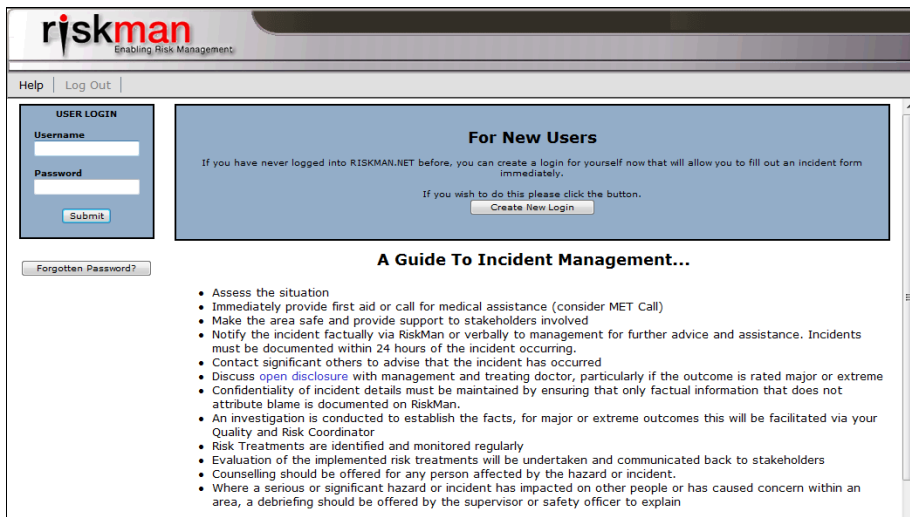 riskman
Enabling Risk Management
Help | Log Out |
USER LOGIN
Username
Password
Submit
Forgotten Password?
For New Users
If you have never logged into RISKMAN.NET before, you can create a login for yourself now that will allow you to fill out an incident form
immediately.
If you wish to do this please click the button.
Create New Login
A Guide To Incident Management...
• Assess the situation
• Immediately provide first aid or call for medical assistance (consider MET Call)
• Make the area safe and provide support to stakeholders involved
• Notify the incident factually via RiskMan or verbally to management for further advice and assistance. Incidents
must be documented within 24 hours of the incident occurring.
• Contact significant others to advise that the incident has occurred
• Discuss open disclosure with management and treating doctor, particularly if the outcome is rated major or extreme
• Confidentiality of incident details must be maintained by ensuring that only factual information that does not
attribute blame is documented on RiskMan.
• An investigation is conducted to establish the facts, for major or extreme outcomes this will be facilitated via your
Quality and Risk Coordinator
• Risk Treatments are identified and monitored regularly
• Evaluation of the implemented risk treatments will be undertaken and communicated back to stakeholders
• Counselling should be offered for any person affected by the hazard or incident.
• Where a serious or significant hazard or incident has impacted on other people or has caused concern within an
area, a debriefing should be offered by the supervisor or safety officer to explain